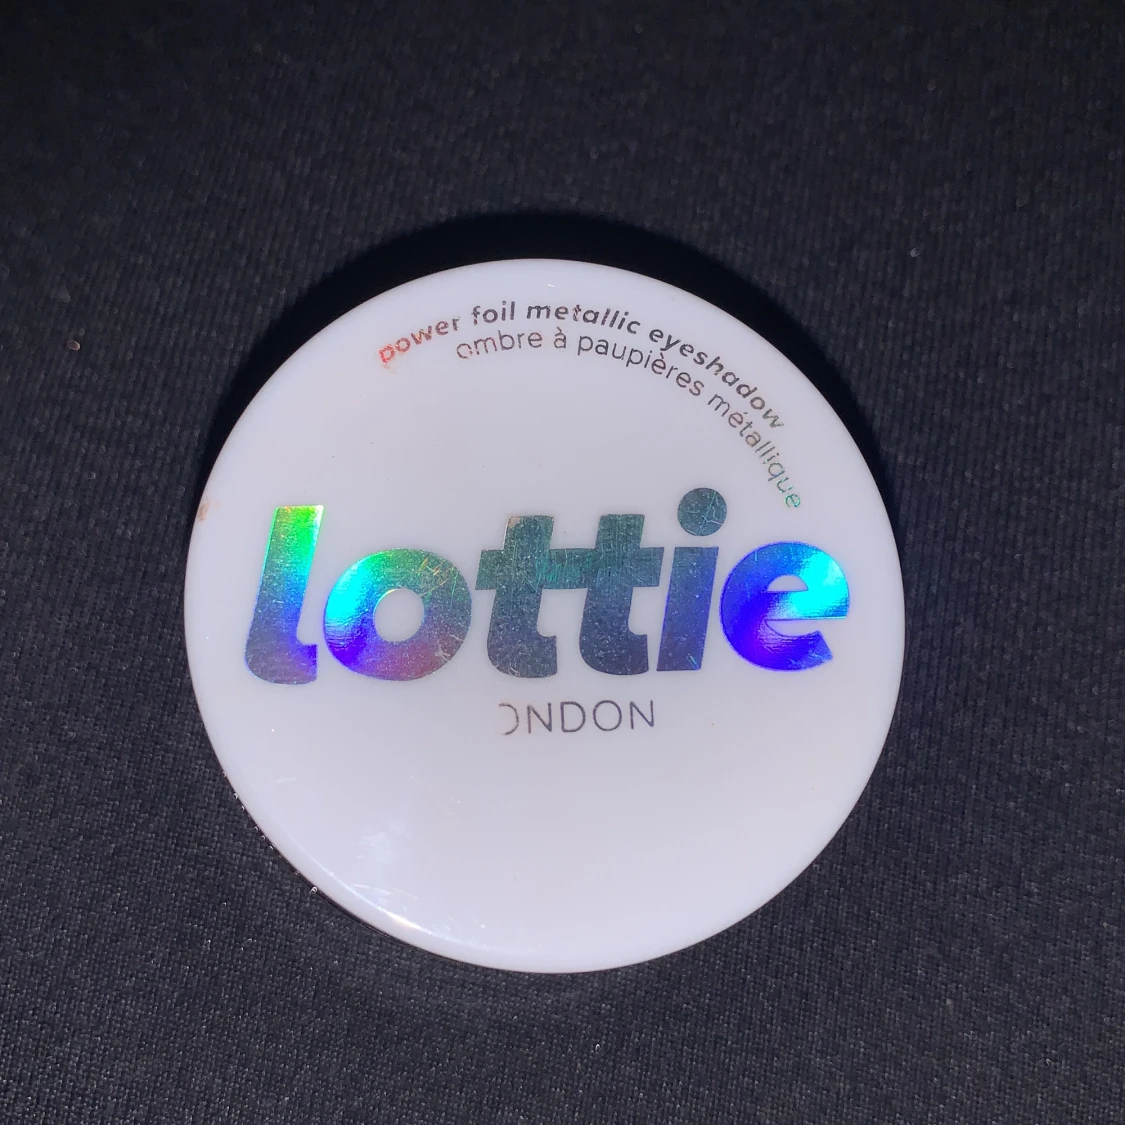 power foil metallic eyeshadow
ombre à paupières métallique
lottie
ONDON